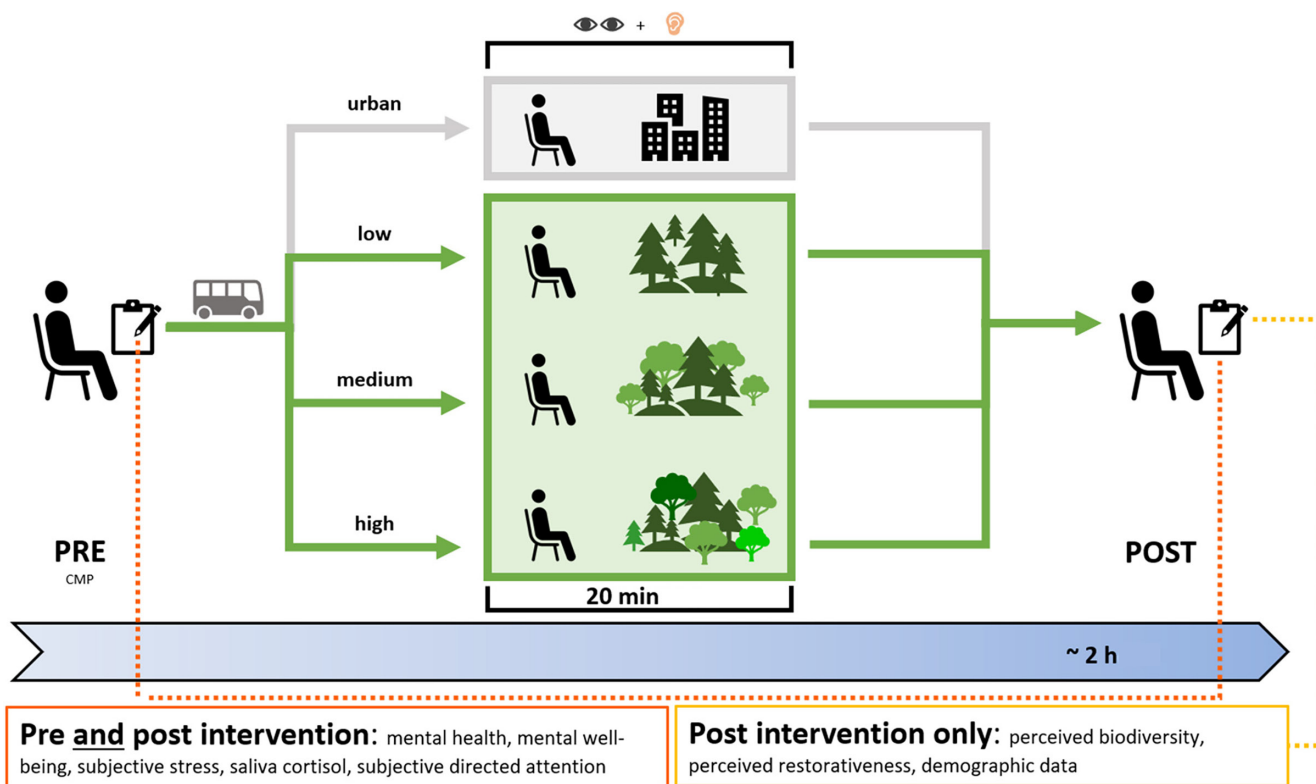 +
urban
low
medium
high
PRE
CMP
POST
20 min
~ 2 h
Pre and post intervention: mental health, mental well-
being, subjective stress, saliva cortisol, subjective directed attention
Post intervention only: perceived biodiversity,
perceived restorativeness, demographic data